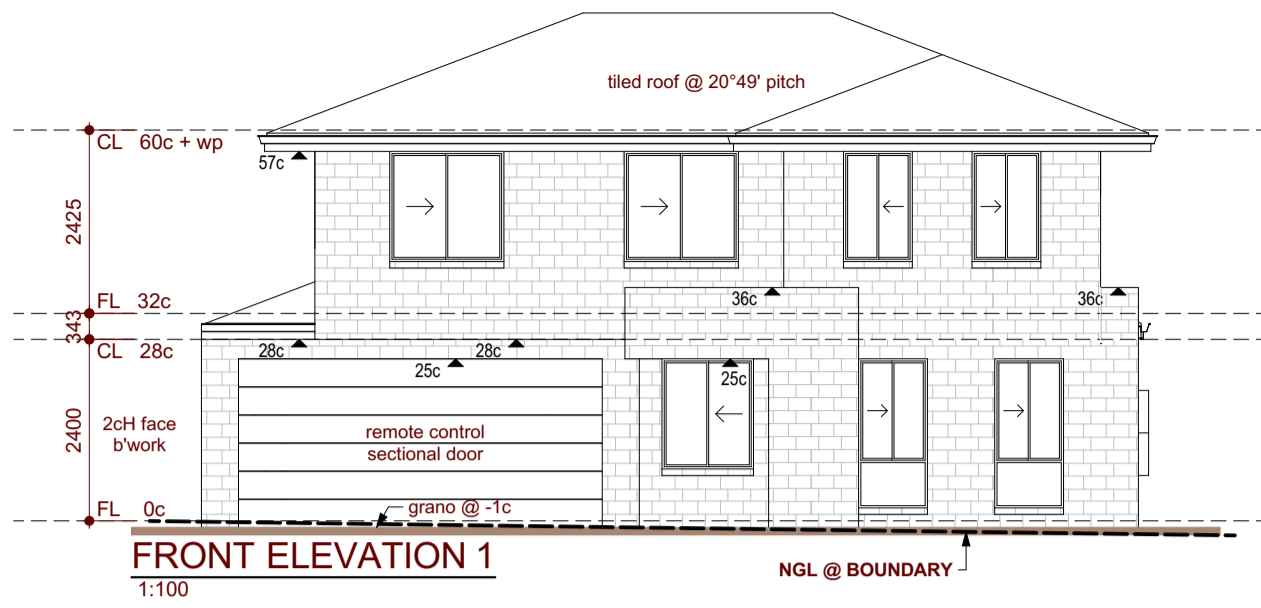 tiled roof @ 20°49' pitch
CL 60c + wp
57c
2425
FL 32c
36c
36c
343
CL 28c
28c
28c
25c
25c
2400
2cH face
b'work
remote control
sectional door
FL 0c
grano @ -1c
FRONT ELEVATION 1
1:100
NGL @ BOUNDARY